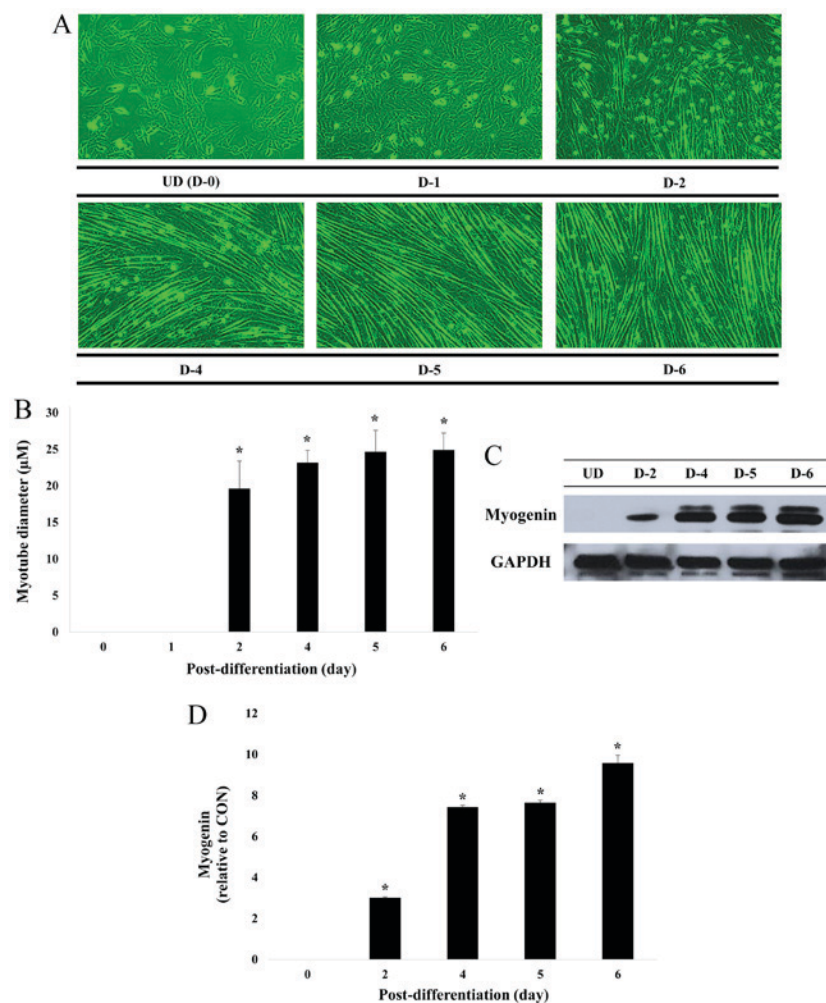 A
UD (D-0) D-1 D-2
D-4 D-5 D-6
B
Myotube diameter (µM)
30
25
20
15
10
5
0
0 1 2 4 5 6
Post-differentiation (day)
* * * *
C
UD D-2 D-4 D-5 D-6
Myogenin
GAPDH
D
Myogenin
(relative to CON)
12
10
8
6
4
2
0
* * * *
0 2 4 5 6
Post-differentiation (day)